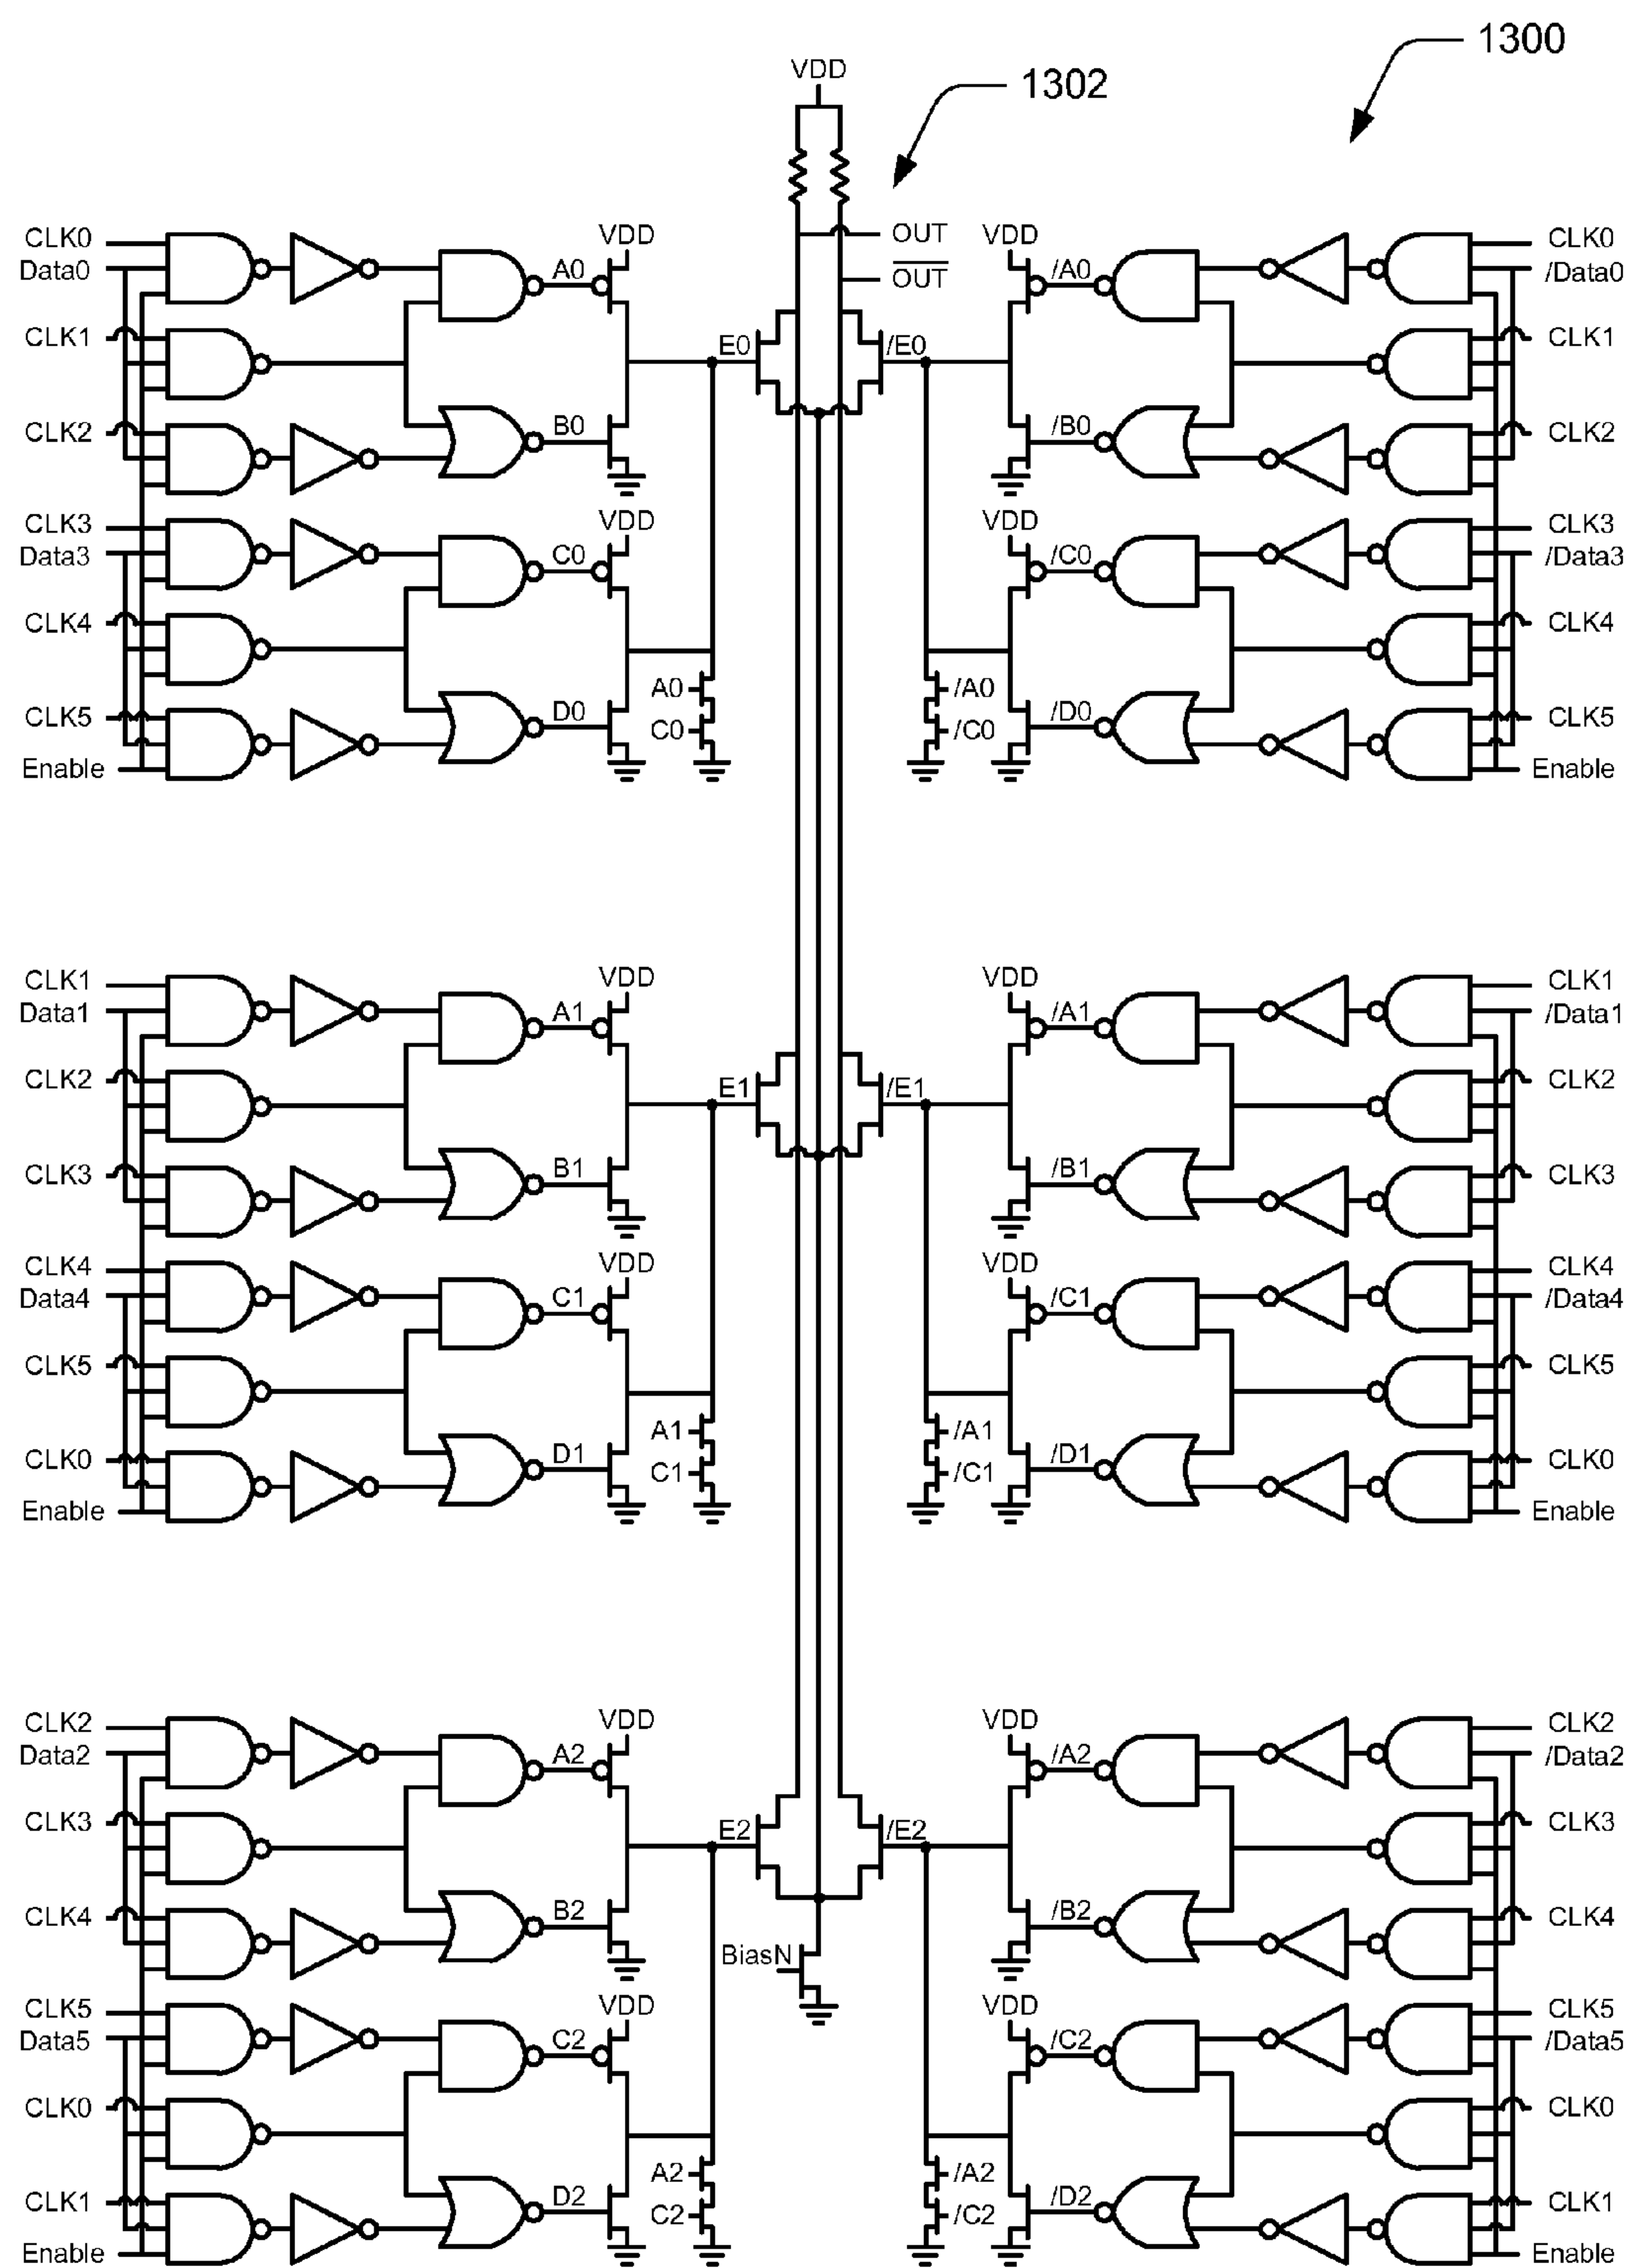 1300
VDD
1302
CLK0
Data0
CLK1
CLK2
CLK3
Data3
CLK4
CLK5
Enable
A0
VDD
B0
C0
VDD
D0
A0
C0
E0
OUT
OUT
/E0
VDD
/A0
/B0
VDD
/C0
/D0
/A0
/C0
CLK0
/Data0
CLK1
CLK2
CLK3
/Data3
CLK4
CLK5
Enable
CLK1
Data1
CLK2
CLK3
CLK4
Data4
CLK5
CLK0
Enable
A1
VDD
B1
C1
VDD
D1
A1
C1
E1
/E1
VDD
/A1
/B1
VDD
/C1
/D1
/A1
/C1
CLK1
/Data1
CLK2
CLK3
CLK4
/Data4
CLK5
CLK0
Enable
CLK2
Data2
CLK3
CLK4
CLK5
Data5
CLK0
CLK1
Enable
A2
VDD
B2
C2
VDD
D2
A2
C2
E2
BiasN
/E2
VDD
/A2
/B2
VDD
/C2
/D2
/A2
/C2
CLK2
/Data2
CLK3
CLK4
CLK5
/Data5
CLK0
CLK1
Enable